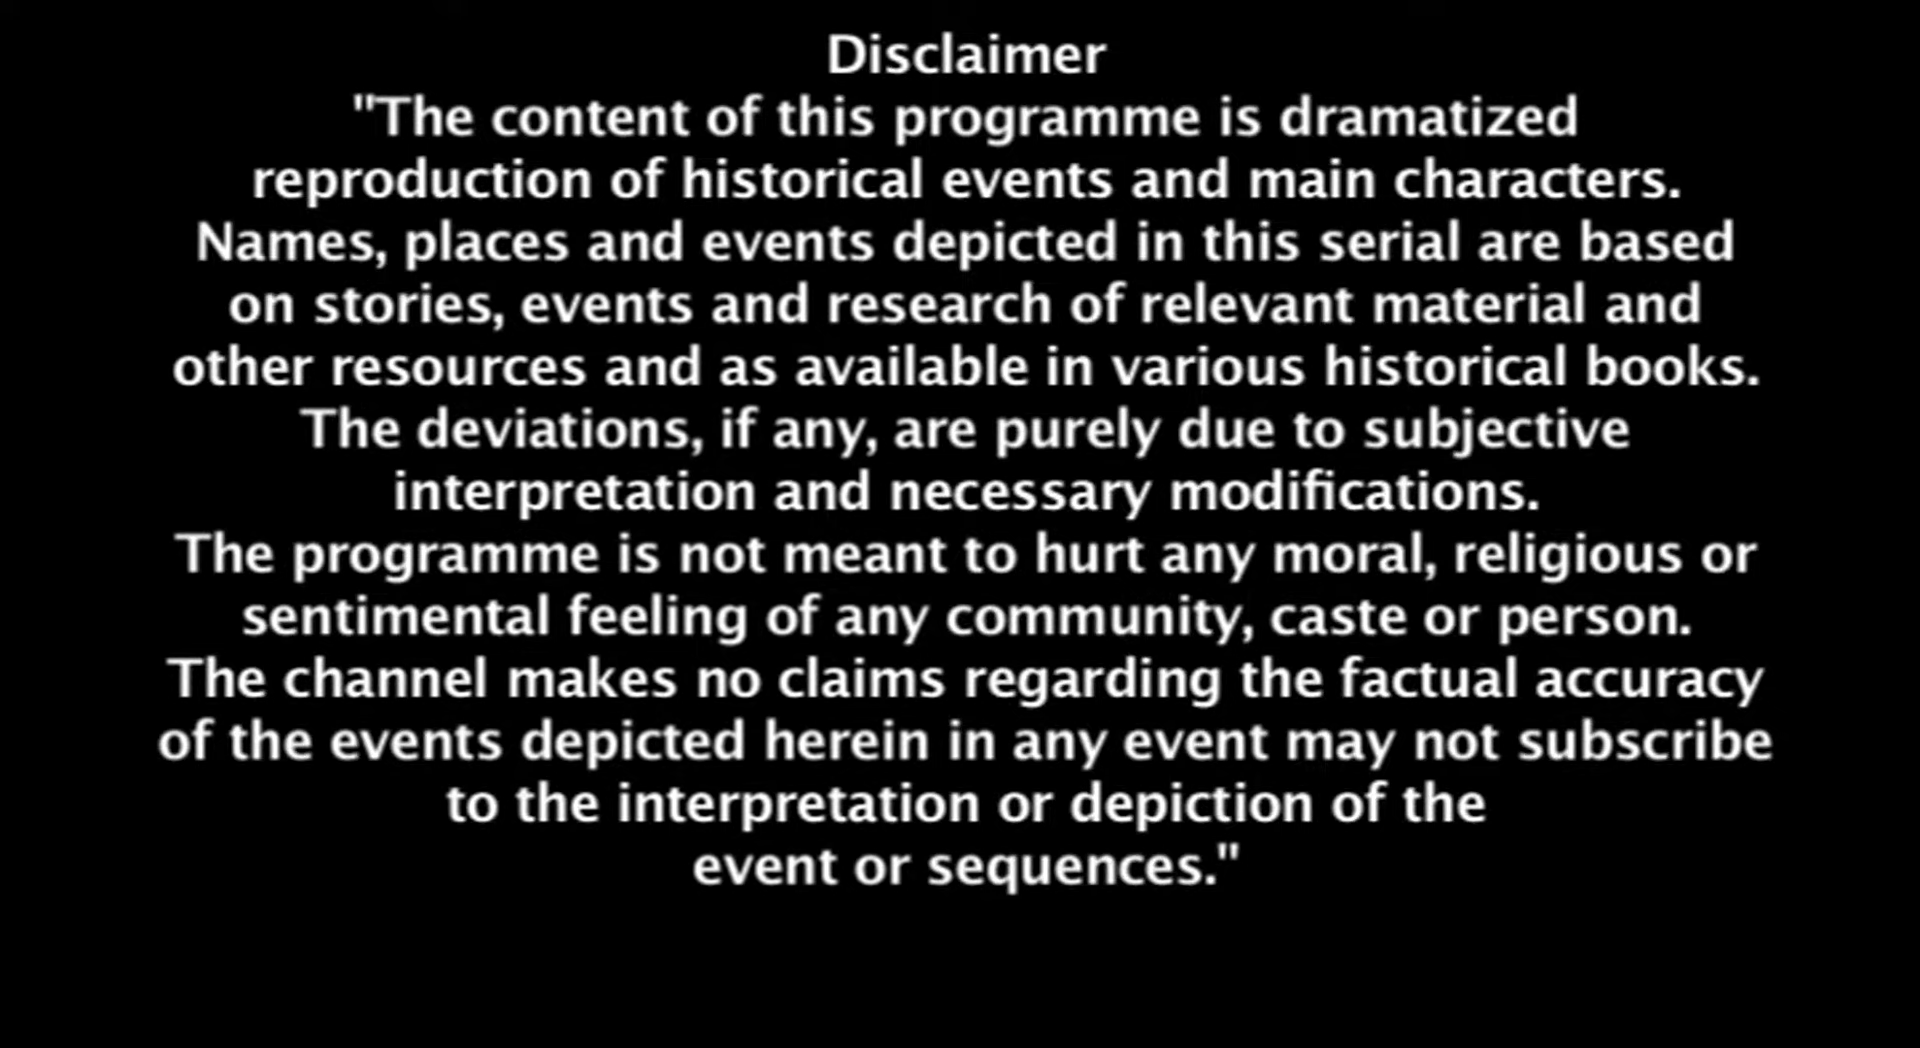 Disclaimer
"The content of this programme is dramatized
reproduction of historical events and main characters.
Names, places and events depicted in this serial are based
on stories, events and research of relevant material and
other resources and as available in various historical books.
The deviations, if any, are purely due to subjective
interpretation and necessary modifications.
The programme is not meant to hurt any moral, religious or
sentimental feeling of any community, caste or person.
The channel makes no claims regarding the factual accuracy
of the events depicted herein in any event may not subscribe
to the interpretation or depiction of the
event or sequences."